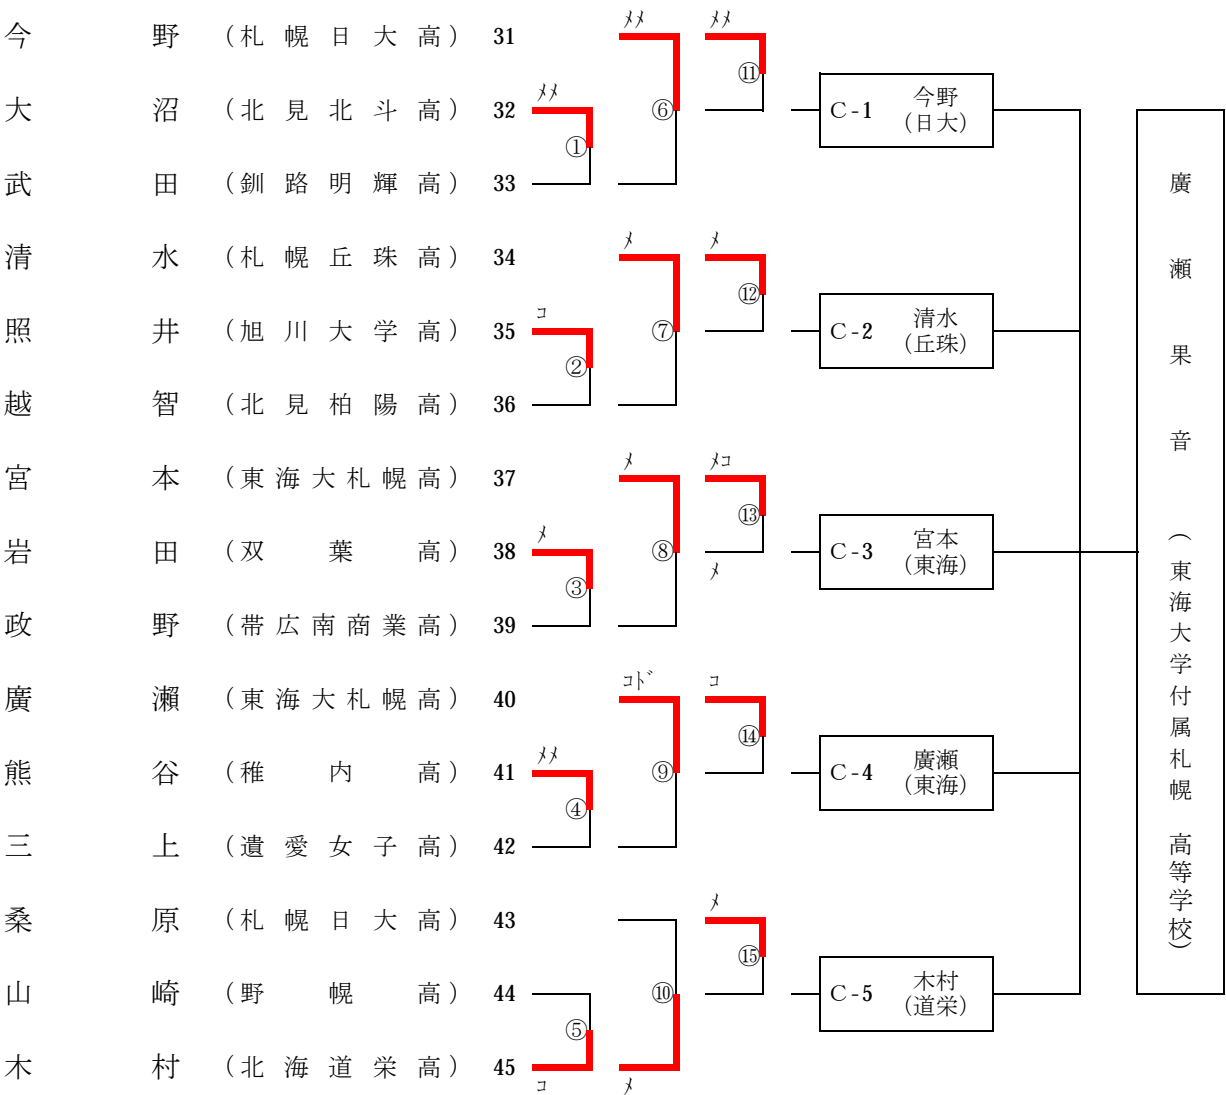 今野 （札幌日大高） 31
大沼 （北見北斗高） 32
武田 （釧路明輝高） 33
清水 （札幌丘珠高） 34
照井 （旭川大学高） 35
越智 （北見柏陽高） 36
宮本 （東海大札幌高） 37
岩田 （双葉高） 38
政野 （帯広南商業高） 39
廣瀬 （東海大札幌高） 40
熊谷 （稚内高） 41
三上 （遺愛女子高） 42
桑原 （札幌日大高） 43
山崎 （野幌高） 44
木村 （北海道栄高） 45
ﾒﾒ
①
ｺ
②
ﾒ
③
ﾒﾒ
④
⑤
ｺ
ﾒﾒ
⑥
ﾒ
⑦
ﾒ
⑧
ｺﾄﾞ
⑨
⑩
ﾒ
ﾒﾒ
⑪
ﾒ
⑫
ﾒｺ
⑬
ﾒ
ｺ
⑭
ﾒ
⑮
C-1 今野
（日大）
C-2 清水
（丘珠）
C-3 宮本
（東海）
C-4 廣瀬
（東海）
C-5 木村
（道栄）
廣瀬果音（東海大学付属札幌高等学校）